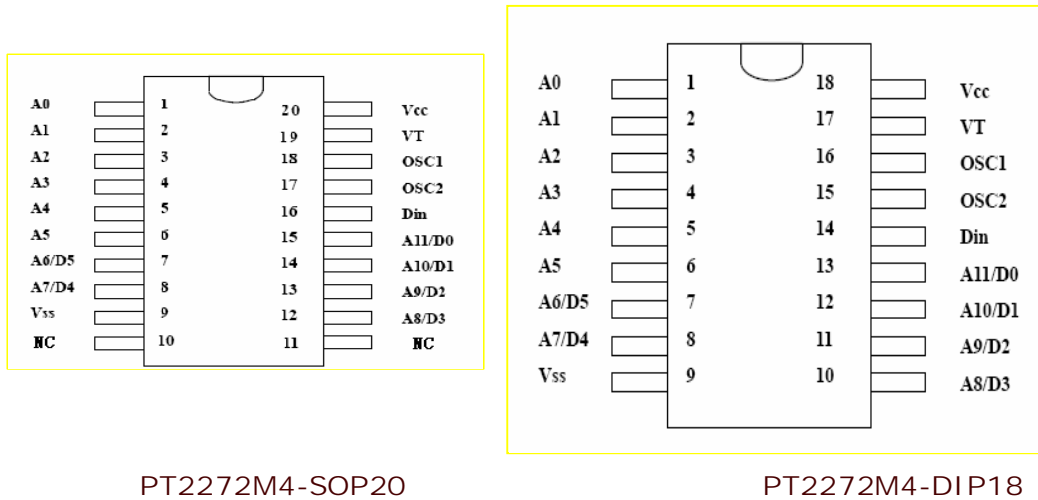 A0 1 20 Vcc
A1 2 19 VT
A2 3 18 OSC1
A3 4 17 OSC2
A4 5 16 Din
A5 6 15 A11/D0
A6/D5 7 14 A10/D1
A7/D4 8 13 A9/D2
Vss 9 12 A8/D3
NC 10 11 NC
PT2272M4-SOP20
A0 1 18 Vcc
A1 2 17 VT
A2 3 16 OSC1
A3 4 15 OSC2
A4 5 14 Din
A5 6 13 A11/D0
A6/D5 7 12 A10/D1
A7/D4 8 11 A9/D2
Vss 9 10 A8/D3
PT2272M4-DIP18